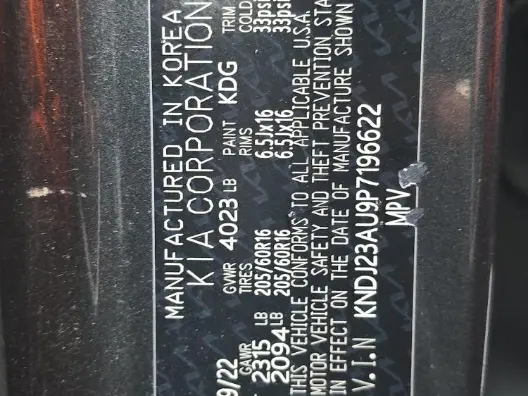 MANUFACTURED IN KOREA
KIA CORPORATION
9/22 GVWR 4023 LB PAINT KDG TRIM
GAWR TIRES RIMS COLD
2315 LB 205/60R16 6.5Jx16 33psi
2094 LB 205/60R16 6.5Jx16 33psi
THIS VEHICLE CONFORMS TO ALL APPLICABLE U.S.A.
MOTOR VEHICLE SAFETY AND THEFT PREVENTION STA
IN EFFECT ON THE DATE OF MANUFACTURE SHOWN
V.I.N KNDJ23AU9P7196622
MPV